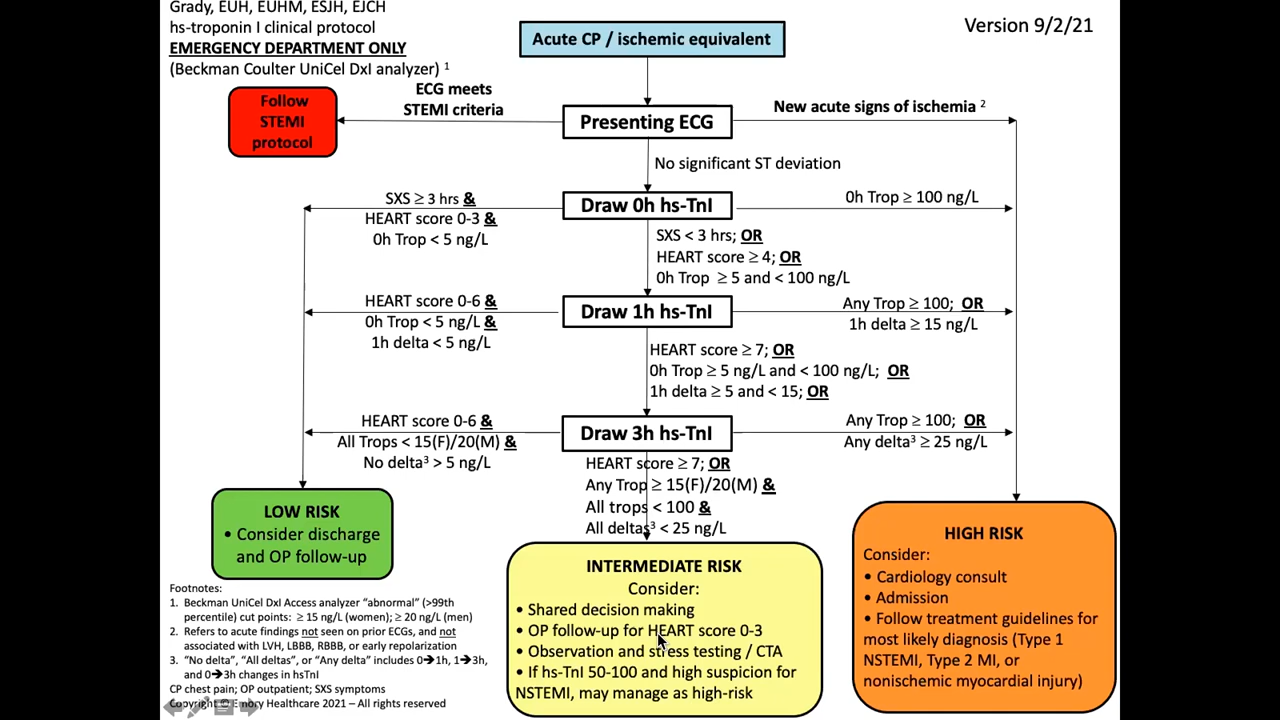 Grady, EUH, EUHM, ESJH, EJCH
hs-troponin I clinical protocol
EMERGENCY DEPARTMENT ONLY
(Beckman Coulter UniCel DxI analyzer) 1
Version 9/2/21
Acute CP / ischemic equivalent
ECG meets
STEMI criteria
Follow
STEMI
protocol
Presenting ECG
New acute signs of ischemia 2
No significant ST deviation
SXS ≥ 3 hrs &
HEART score 0-3 &
0h Trop < 5 ng/L
Draw 0h hs-TnI
0h Trop ≥ 100 ng/L
SXS < 3 hrs; OR
HEART score ≥ 4; OR
0h Trop ≥ 5 and < 100 ng/L
HEART score 0-6 &
0h Trop < 5 ng/L &
1h delta < 5 ng/L
Draw 1h hs-TnI
Any Trop ≥ 100; OR
1h delta ≥ 15 ng/L
HEART score ≥ 7; OR
0h Trop ≥ 5 ng/L and < 100 ng/L; OR
1h delta ≥ 5 and < 15; OR
HEART score 0-6 &
All Trops < 15(F)/20(M) &
No delta³ > 5 ng/L
Draw 3h hs-TnI
Any Trop ≥ 100; OR
Any delta³ ≥ 25 ng/L
HEART score ≥ 7; OR
Any Trop ≥ 15(F)/20(M) &
All trops < 100 &
All deltas³ < 25 ng/L
LOW RISK
• Consider discharge
and OP follow-up
INTERMEDIATE RISK
Consider:
• Shared decision making
• OP follow-up for HEART score 0-3
• Observation and stress testing / CTA
• If hs-TnI 50-100 and high suspicion for
NSTEMI, may manage as high-risk
HIGH RISK
Consider:
• Cardiology consult
• Admission
• Follow treatment guidelines for
most likely diagnosis (Type 1
NSTEMI, Type 2 MI, or
nonischemic myocardial injury)
Footnotes:
1. Beckman UniCel DxI Access analyzer "abnormal" (>99th
percentile) cut points: ≥ 15 ng/L (women); ≥ 20 ng/L (men)
2. Refers to acute findings not seen on prior ECGs, and not
associated with LVH, LBBB, RBBB, or early repolarization
3. "No delta", "All deltas", or "Any delta" includes 0➔1h, 1➔3h,
and 0➔3h changes in hsTnI
CP chest pain; OP outpatient; SXS symptoms
Copyright © Emory Healthcare 2021 – All rights reserved